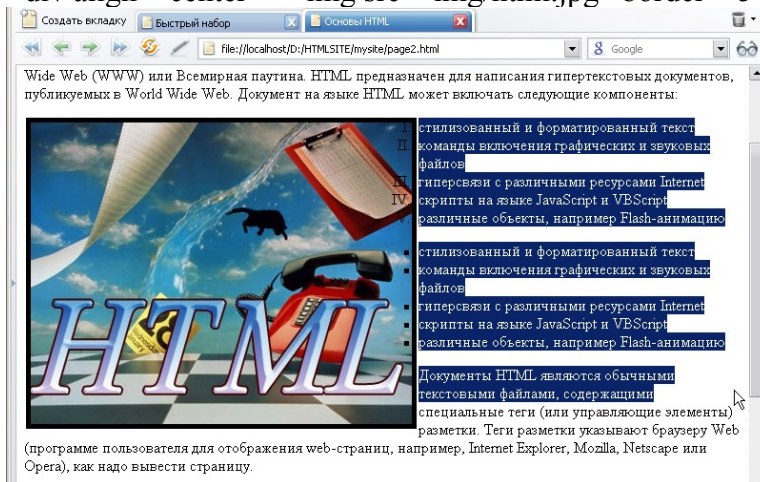 Создать вкладку Быстрый набор Основы HTML
file://localhost/D:/HTMLSITE/mysite/page2.html Google
Wide Web (WWW) или Всемирная паутина. HTML предназначен для написания гипертекстовых документов,
публикуемых в World Wide Web. Документ на языке HTML может включать следующие компоненты:
I. стилизованный и форматированный текст
II. команды включения графических и звуковых
файлов
III. гиперсвязи с различными ресурсами Internet
IV. скрипты на языке JavaScript и VBScript
V. различные объекты, например Flash-анимацию
▪ стилизованный и форматированный текст
▪ команды включения графических и звуковых
файлов
▪ гиперсвязи с различными ресурсами Internet
▪ скрипты на языке JavaScript и VBScript
▪ различные объекты, например Flash-анимацию
HTML
Документы HTML являются обычными
текстовыми файлами, содержащими
специальные теги (или управляющие элементы)
разметки. Теги разметки указывают браузеру Web
(программе пользователя для отображения web-страниц, например, Internet Explorer, Mozilla, Netscape или
Opera), как надо вывести страницу.